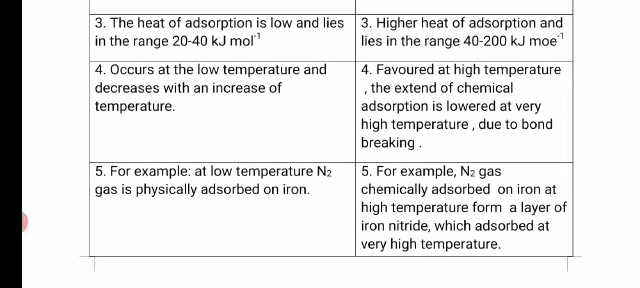 3. The heat of adsorption is low and lies
in the range 20-40 kJ mol⁻¹
4. Occurs at the low temperature and
decreases with an increase of
temperature.
5. For example: at low temperature N₂
gas is physically adsorbed on iron.
3. Higher heat of adsorption and
lies in the range 40-200 kJ moe⁻¹
4. Favoured at high temperature
, the extend of chemical
adsorption is lowered at very
high temperature , due to bond
breaking .
5. For example, N₂ gas
chemically adsorbed on iron at
high temperature form a layer of
iron nitride, which adsorbed at
very high temperature.